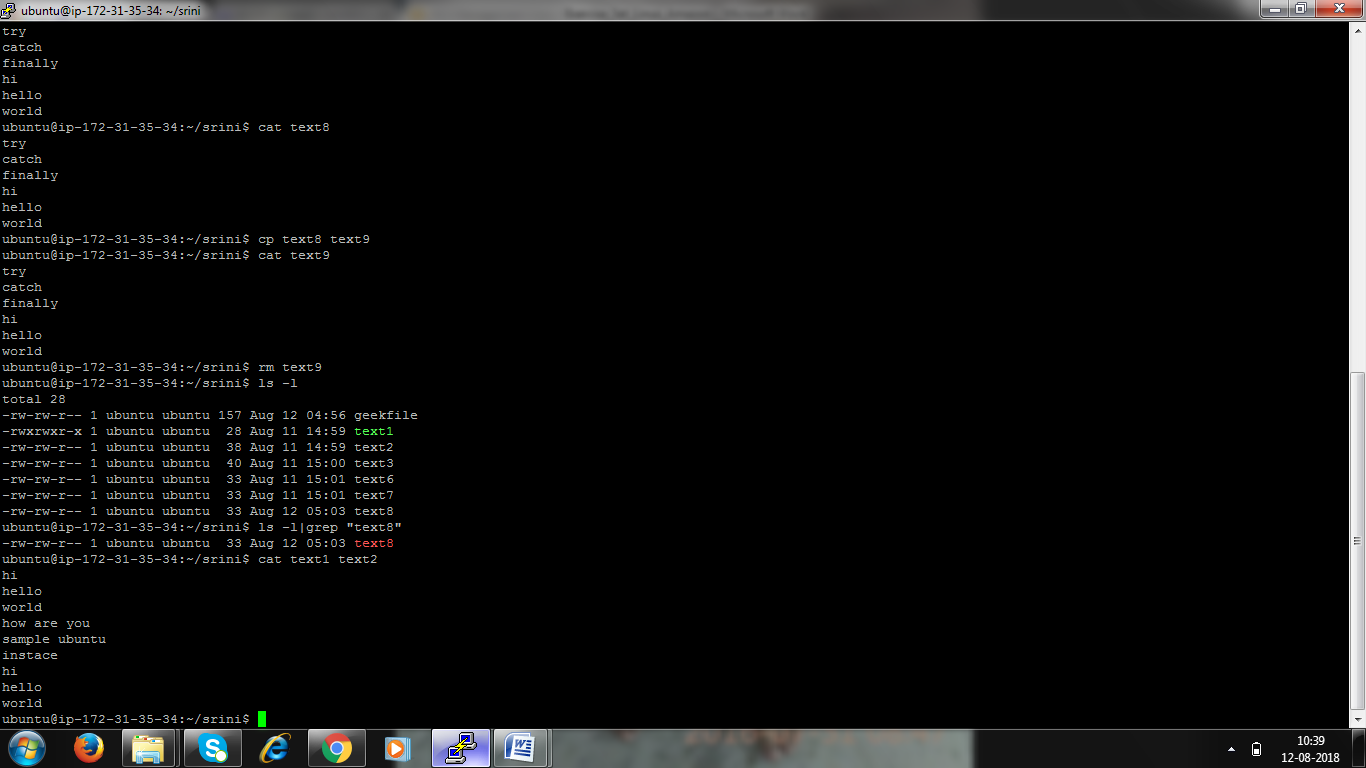 ubuntu@ip-172-31-35-34: ~/srini
try
catch
finally
hi
hello
world
ubuntu@ip-172-31-35-34:~/srini$ cat text8
try
catch
finally
hi
hello
world
ubuntu@ip-172-31-35-34:~/srini$ cp text8 text9
ubuntu@ip-172-31-35-34:~/srini$ cat text9
try
catch
finally
hi
hello
world
ubuntu@ip-172-31-35-34:~/srini$ rm text9
ubuntu@ip-172-31-35-34:~/srini$ ls -l
total 28
-rw-rw-r-- 1 ubuntu ubuntu 157 Aug 12 04:56 geekfile
-rwxrwxr-x 1 ubuntu ubuntu  28 Aug 11 14:59 text1
-rw-rw-r-- 1 ubuntu ubuntu  38 Aug 11 14:59 text2
-rw-rw-r-- 1 ubuntu ubuntu  40 Aug 11 15:00 text3
-rw-rw-r-- 1 ubuntu ubuntu  33 Aug 11 15:01 text6
-rw-rw-r-- 1 ubuntu ubuntu  33 Aug 11 15:01 text7
-rw-rw-r-- 1 ubuntu ubuntu  33 Aug 12 05:03 text8
ubuntu@ip-172-31-35-34:~/srini$ ls -l|grep "text8"
-rw-rw-r-- 1 ubuntu ubuntu  33 Aug 12 05:03 text8
ubuntu@ip-172-31-35-34:~/srini$ cat text1 text2
hi
hello
world
how are you
sample ubuntu
instace
hi
hello
world
ubuntu@ip-172-31-35-34:~/srini$
10:39
12-08-2018